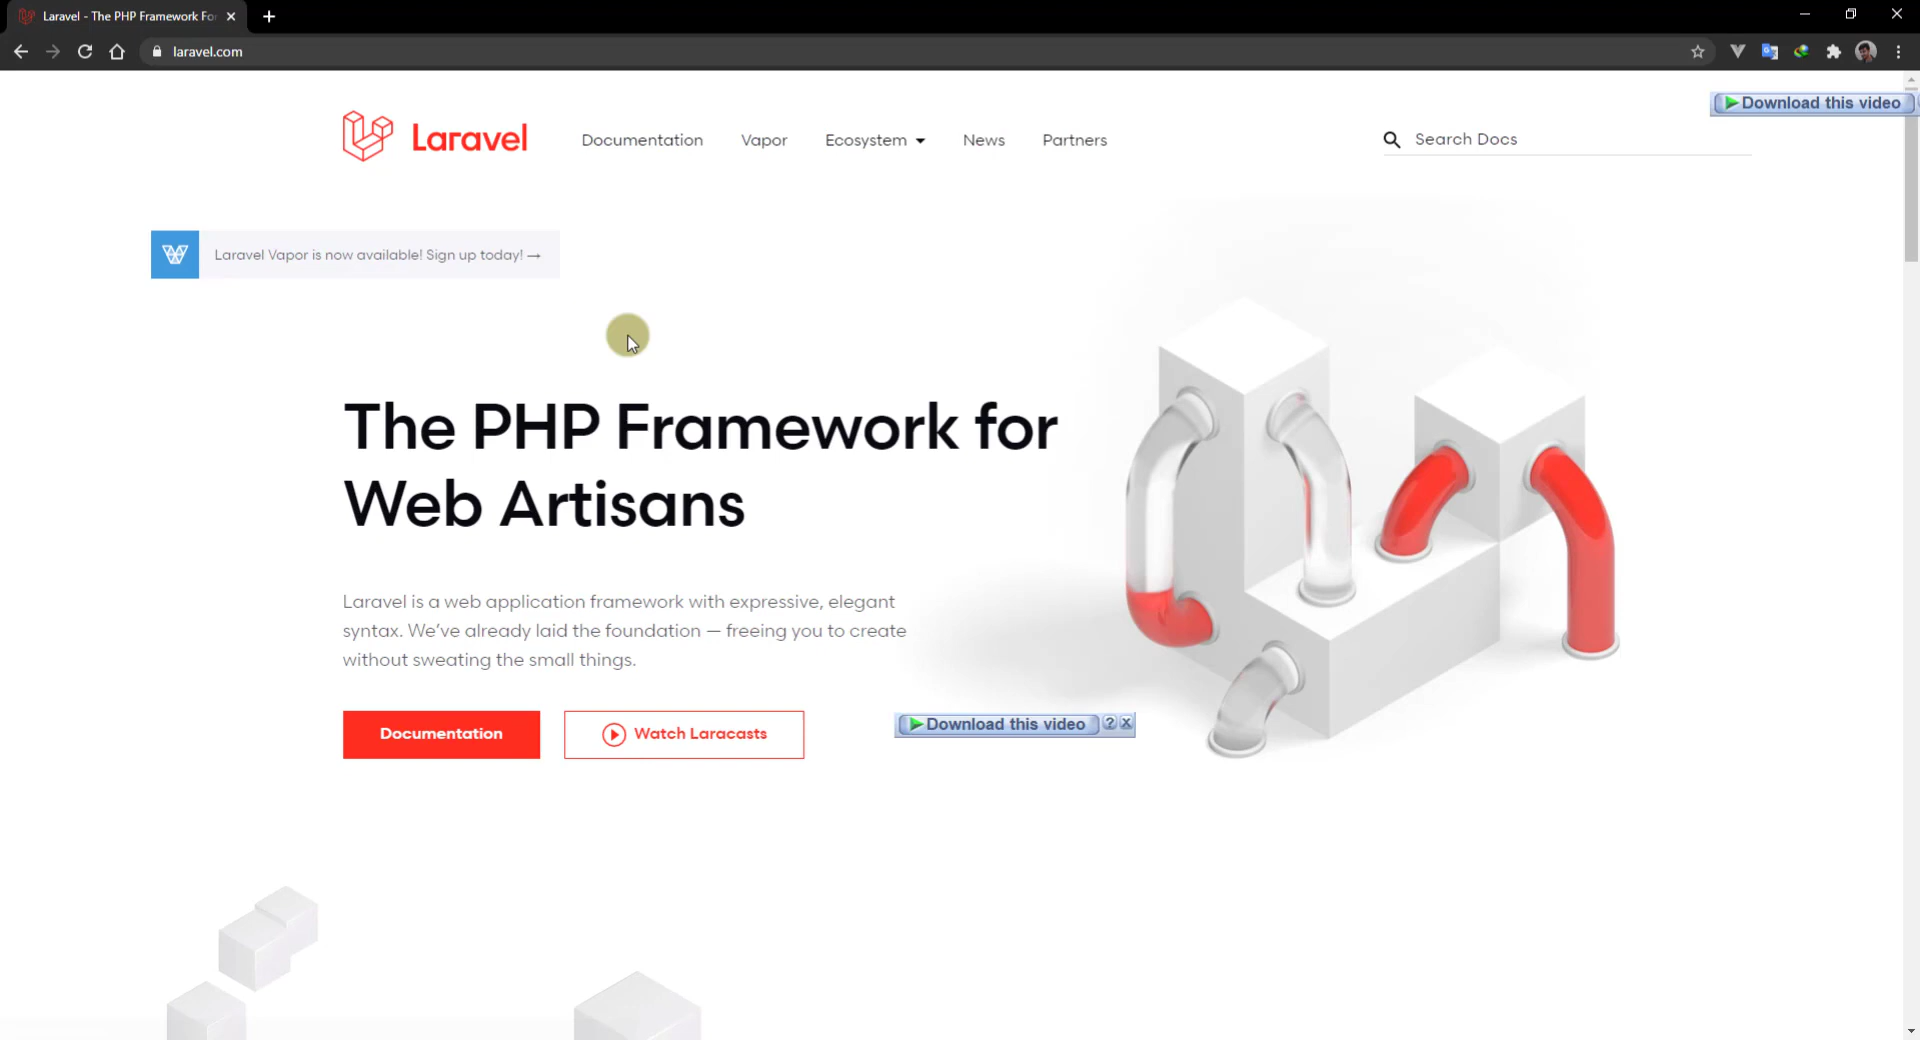 Laravel - The PHP Framework For
laravel.com
Download this video
Laravel
Documentation
Vapor
Ecosystem
News
Partners
Search Docs
Laravel Vapor is now available! Sign up today! →
The PHP Framework for
Web Artisans
Laravel is a web application framework with expressive, elegant
syntax. We've already laid the foundation — freeing you to create
without sweating the small things.
Documentation
Watch Laracasts
Download this video ? X